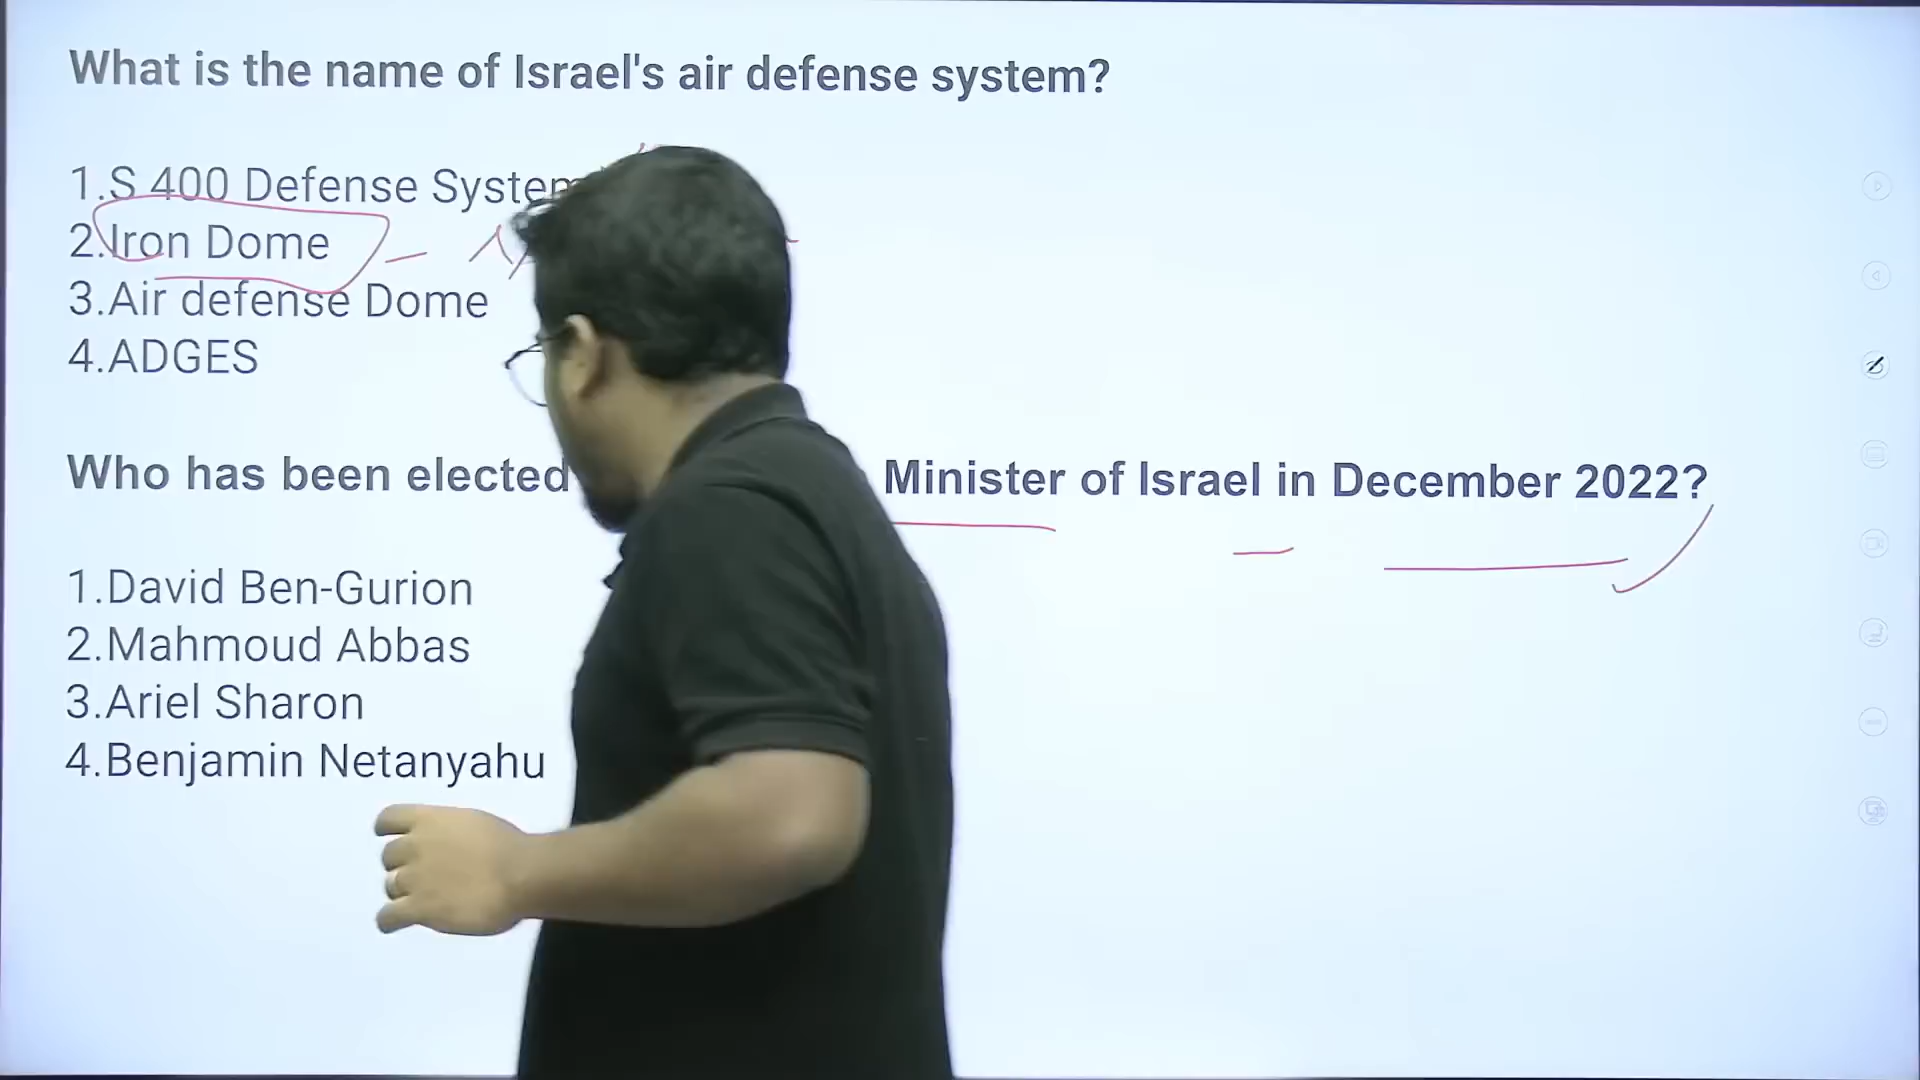 What is the name of Israel's air defense system?
1.S 400 Defense System
2.Iron Dome
3.Air defense Dome
4.ADGES
Who has been elected Minister of Israel in December 2022?
1.David Ben-Gurion
2.Mahmoud Abbas
3.Ariel Sharon
4.Benjamin Netanyahu